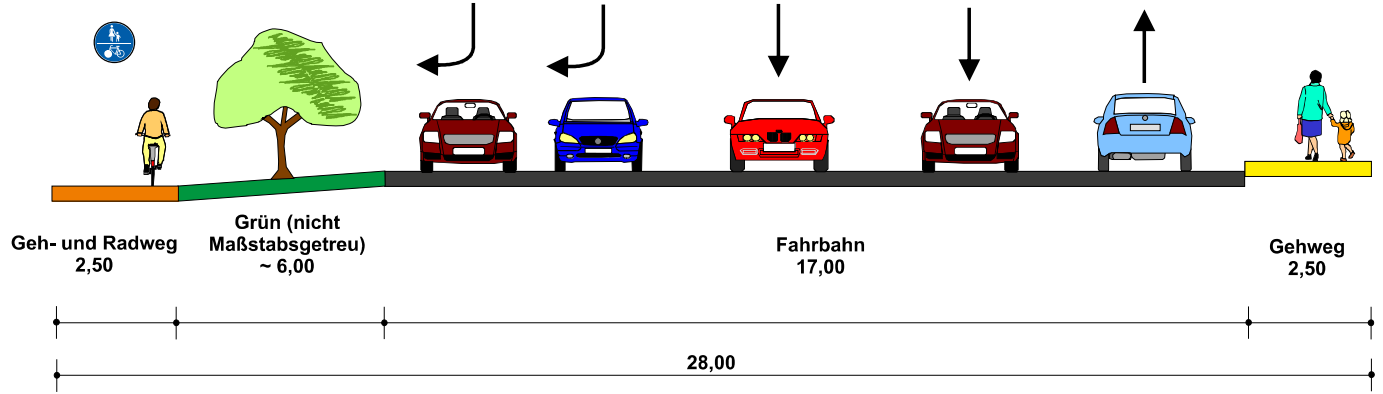 Geh- und Radweg
2,50
Grün (nicht
Maßstabsgetreu)
~ 6,00
Fahrbahn
17,00
Gehweg
2,50
28,00